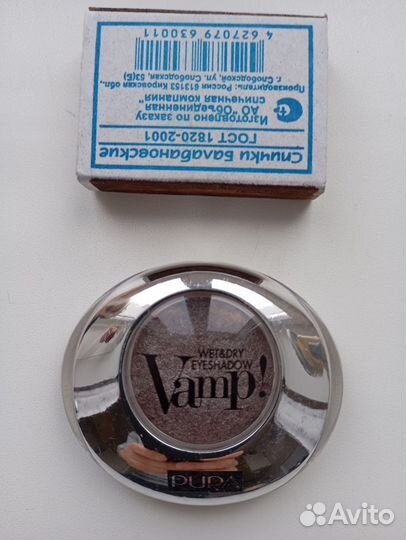 Спички Балабановские
ГОСТ 1820-2001
Изготовлено по заказу
АО "Объединенная
спичечная компания"
Производитель: Россия 613153 Кировская обл.,
г. Слободской, ул. Слободская, 53(Б)
4 627079 630011
WET&DRY
EYESHADOW
Vamp!
PUPA
Avito